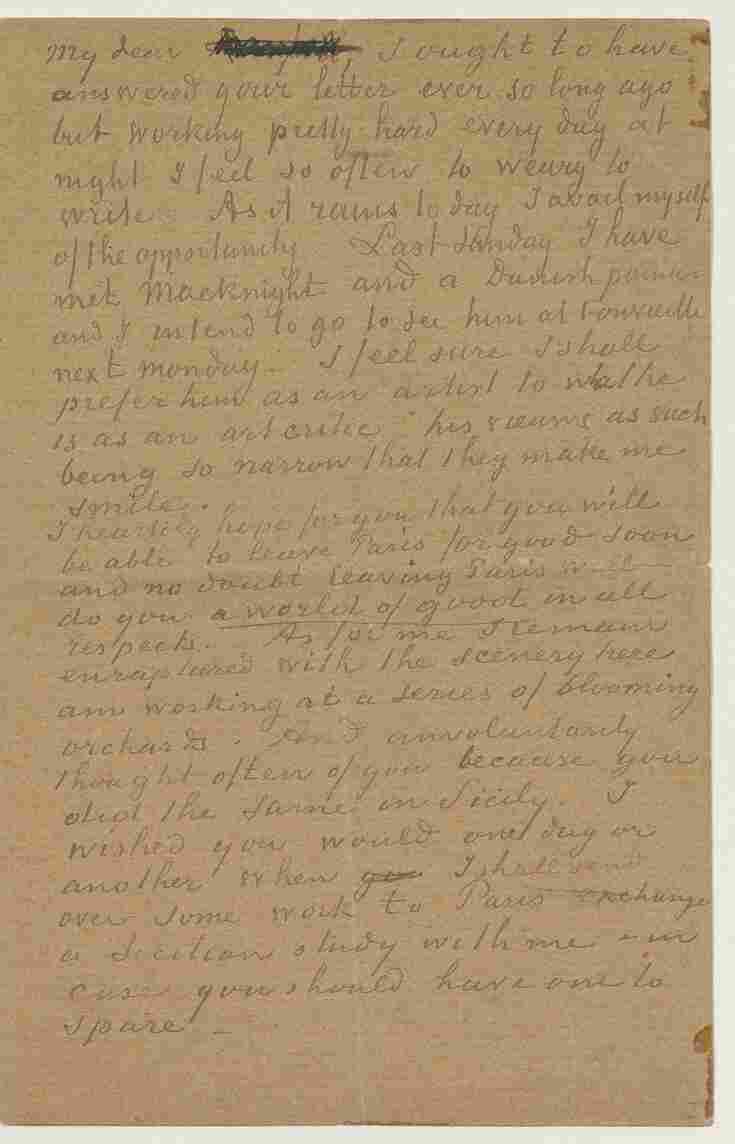 My dear , I ought to have
answered your letter ever so long ago
but working pretty hard every day at
night I feel so often to weary to
write. As it rains to day I avail myself
of the opportunity. Last Sunday I have
met Macknight and a Danish painter
and I intend to go to see him at Fonvieille
next monday. I feel sure I shall
prefer him as an artist to what he
is as an art critic his views as such
being so narrow that they make me
smile.
I heartily hope for you that you will
be able to leave Paris for good soon
and no doubt leaving Paris will
do you a world of good in all
respects. As for me I remain
enraptured with the scenery here
am working at a series of blooming
orchards. And unvoluntarily
thought often of you because you
did the same in Sicily. I
wished you would one day or
another when you I shall send
over some work to Paris exchange
a Sicilian study with me - in
case you should have one to
spare -